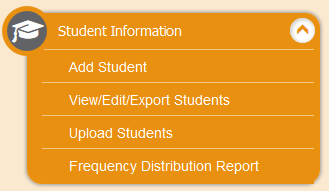 Student Information
Add Student
View/Edit/Export Students
Upload Students
Frequency Distribution Report